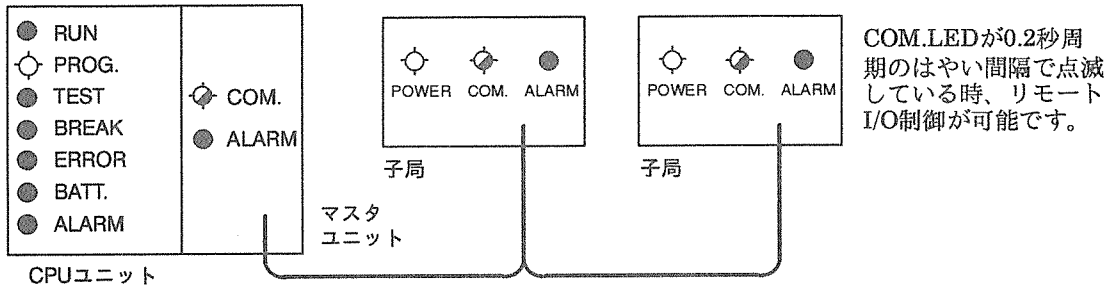 RUN
PROG.
TEST
BREAK
ERROR
BATT.
ALARM
COM.
ALARM
CPUユニット
マスタ
ユニット
POWER COM. ALARM
子局
POWER COM. ALARM
子局
COM.LEDが0.2秒周
期のはやい間隔で点滅
している時、リモート
I/O制御が可能です。